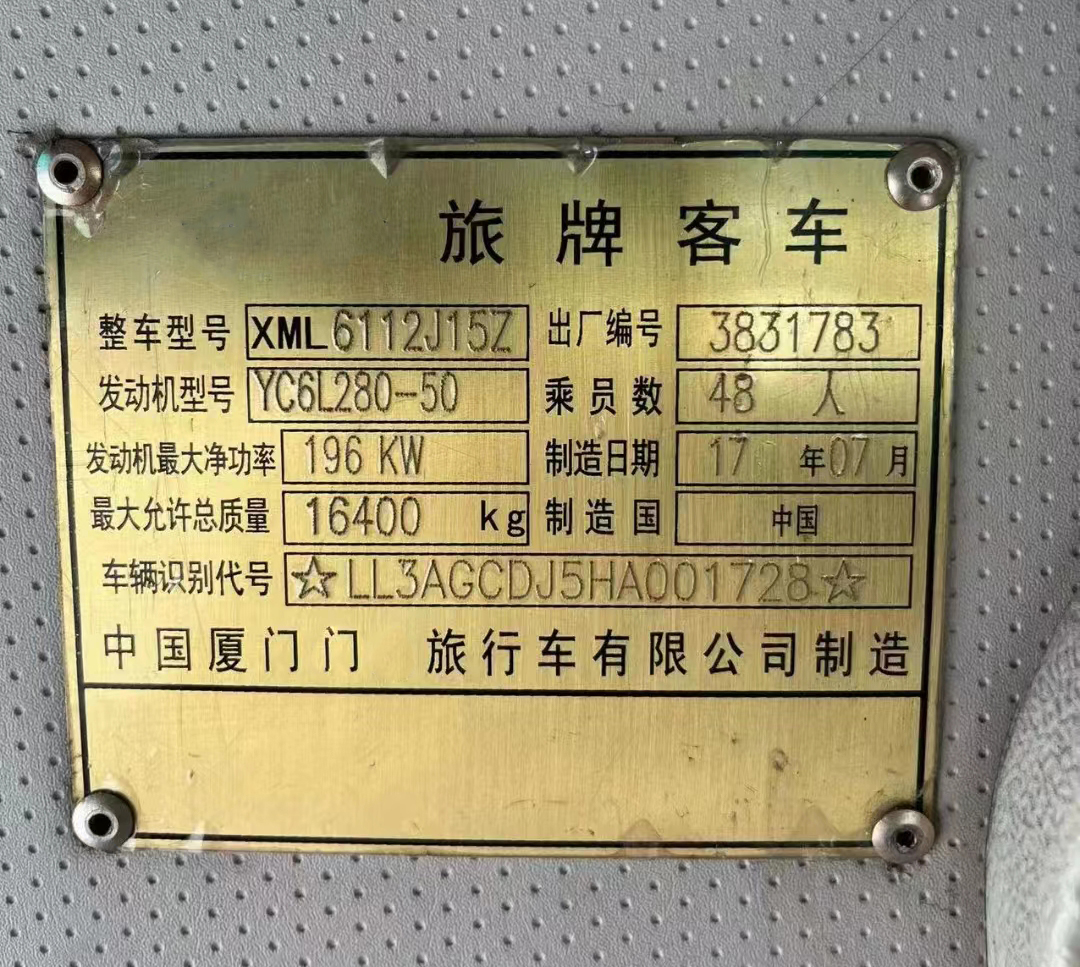 旅牌客车
整车型号 XML6112J15Z 出厂编号 3831783
发动机型号 YC6L280-50 乘员数 48 人
发动机最大净功率 196 KW 制造日期 17 年 07 月
最大允许总质量 16400 kg 制造国 中国
车辆识别代号 ☆LL3AGCDJ5HA001728☆
中国厦门门 旅行车有限公司制造